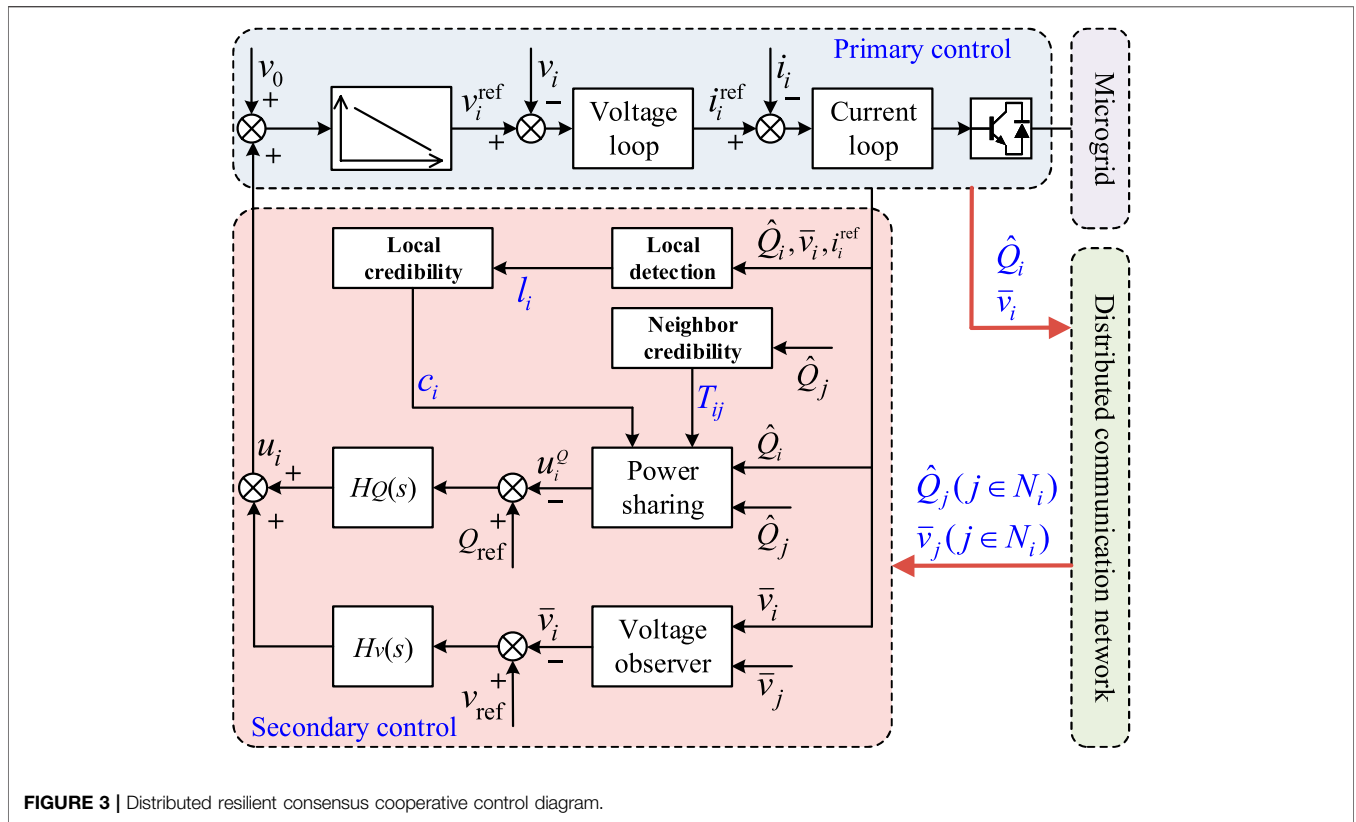 Primary control
v₀
+
+
v_i^ref
+
v_i
−
Voltage
loop
i_i^ref
+
i_i
−
Current
loop
Microgrid
Local
credibility
l_i
Local
detection
Q̂_i, v̄_i, i_i^ref
Q̂_i
v̄_i
Neighbor
credibility
Q̂_j
c_i
T_ij
u_i
+
+
H_Q(s)
u_i^Q
−
+
Q_ref
Power
sharing
Q̂_i
Q̂_j
Q̂_j (j ∈ N_i)
v̄_j (j ∈ N_i)
Distributed communication network
H_v(s)
v̄_i
−
+
v_ref
Voltage
observer
v̄_i
v̄_j
Secondary control
FIGURE 3 | Distributed resilient consensus cooperative control diagram.